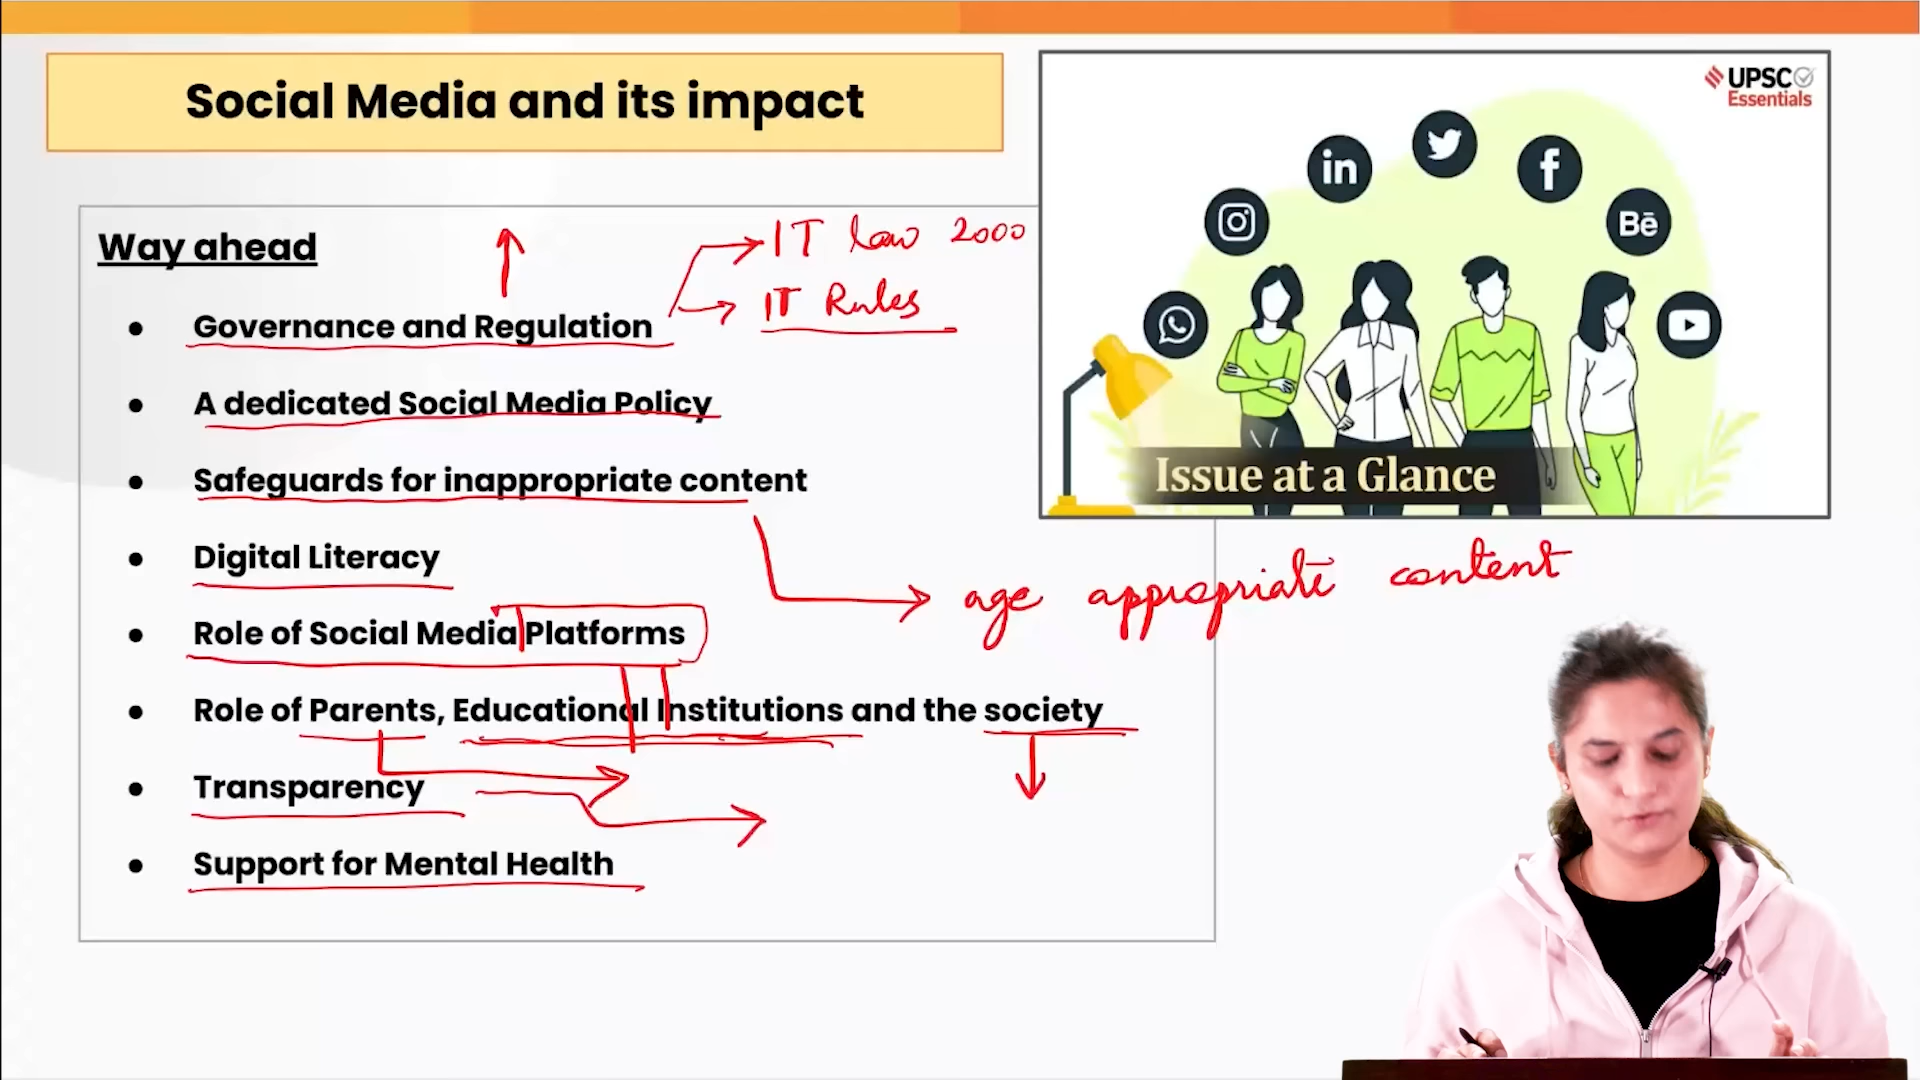 Social Media and its impact
UPSC
Essentials
in
f
Bē
Issue at a Glance
Way ahead
IT law 2000
IT Rules
● Governance and Regulation
● A dedicated Social Media Policy
● Safeguards for inappropriate content
age appropriate content
● Digital Literacy
● Role of Social Media Platforms
● Role of Parents, Educational Institutions and the society
● Transparency
● Support for Mental Health